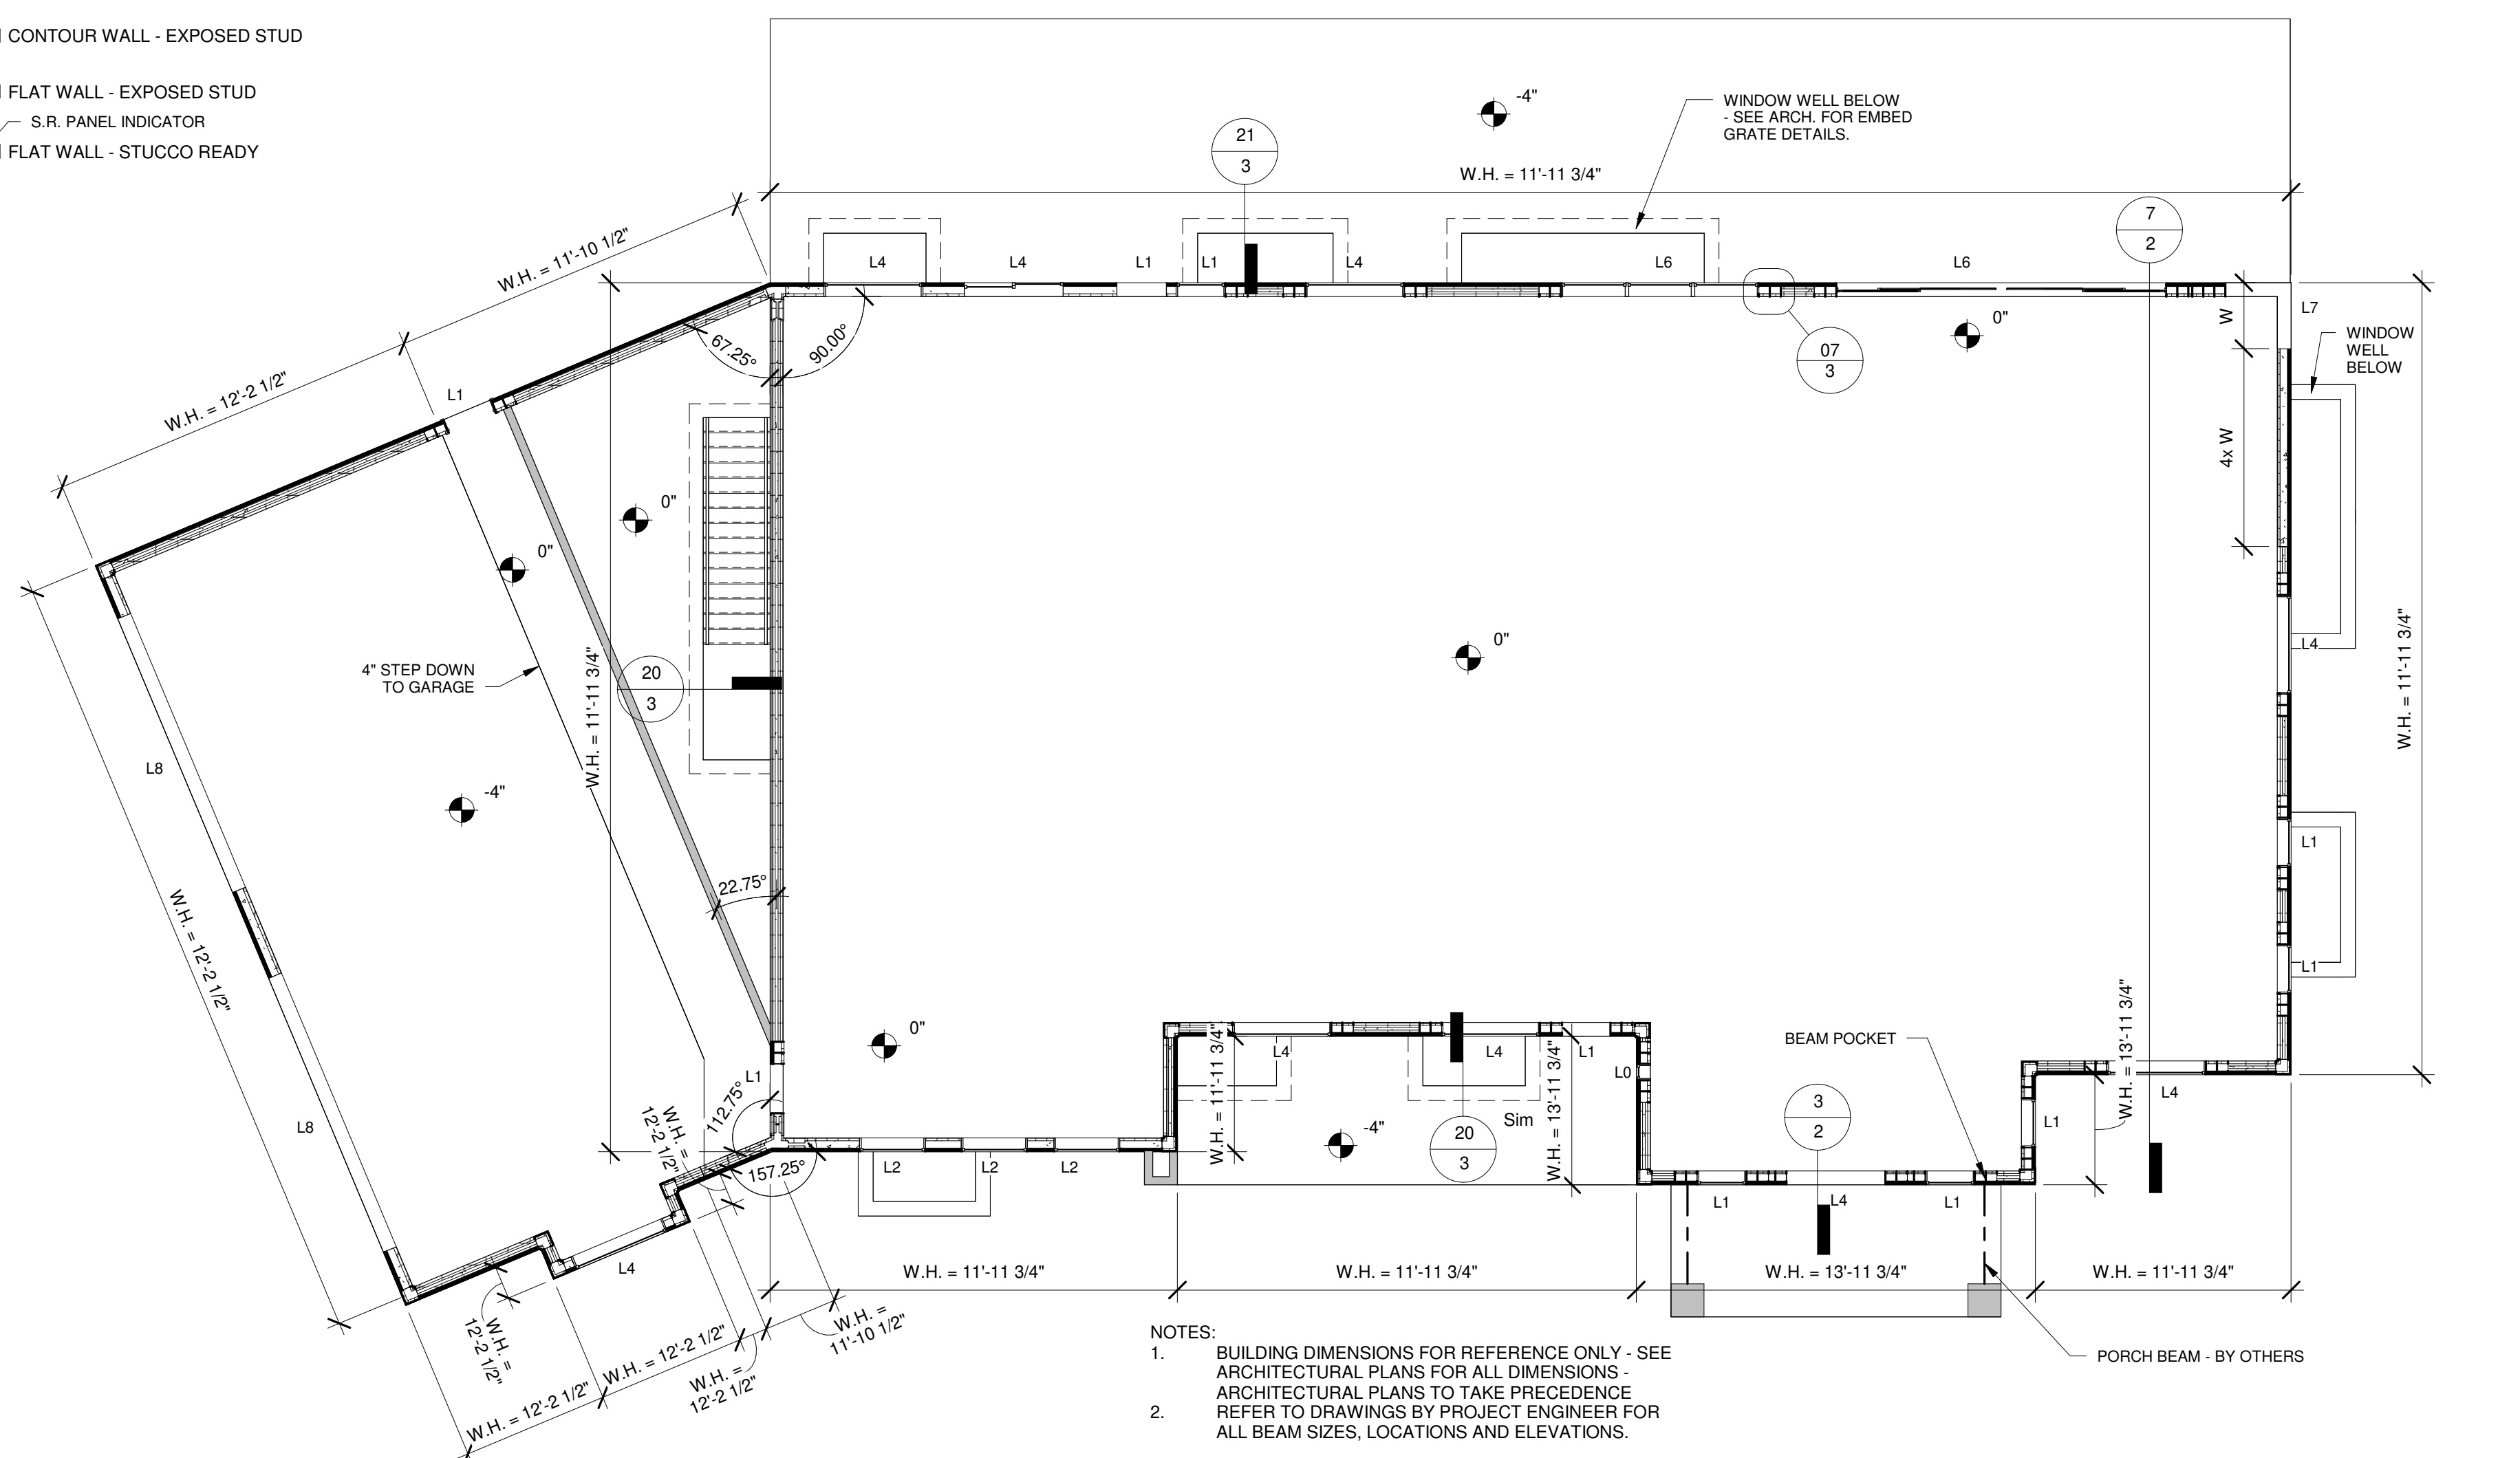 CONTOUR WALL - EXPOSED STUD
FLAT WALL - EXPOSED STUD
S.R. PANEL INDICATOR
FLAT WALL - STUCCO READY
-4"
WINDOW WELL BELOW
- SEE ARCH. FOR EMBED
GRATE DETAILS.
21
3
W.H. = 11'-11 3/4"
7
2
W.H. = 11'-10 1/2"
L4
L4
L1
L1
L4
L6
L6
L7
W
0"
WINDOW
WELL
BELOW
67.25°
90.00°
07
3
W.H. = 12'-2 1/2"
L1
4x W
0"
0"
0"
4" STEP DOWN
TO GARAGE
W.H. = 11'-11 3/4"
20
3
L4
W.H. = 11'-11 3/4"
L8
-4"
L1
22.75°
W.H. = 12'-2 1/2"
L1
0"
BEAM POCKET
W.H. = 13'-11 3/4"
L8
L1
112.75°
W.H. =
12'-2 1/2"
157.25°
W.H. = 11'-11 3/4"
L4
L4
L1
W.H. = 13'-11 3/4"
L0
3
2
L4
L1
Sim
20
3
-4"
L2
L2
L2
L1
L4
L1
L4
W.H. = 11'-11 3/4"
W.H. = 11'-11 3/4"
W.H. = 13'-11 3/4"
W.H. = 11'-11 3/4"
W.H. =
12'-2 1/2"
W.H. =
11'-10 1/2"
W.H. = 12'-2 1/2"
W.H. =
12'-2 1/2"
W.H. = 12'-2 1/2"
PORCH BEAM - BY OTHERS
NOTES:
1. BUILDING DIMENSIONS FOR REFERENCE ONLY - SEE
ARCHITECTURAL PLANS FOR ALL DIMENSIONS -
ARCHITECTURAL PLANS TO TAKE PRECEDENCE
2. REFER TO DRAWINGS BY PROJECT ENGINEER FOR
ALL BEAM SIZES, LOCATIONS AND ELEVATIONS.